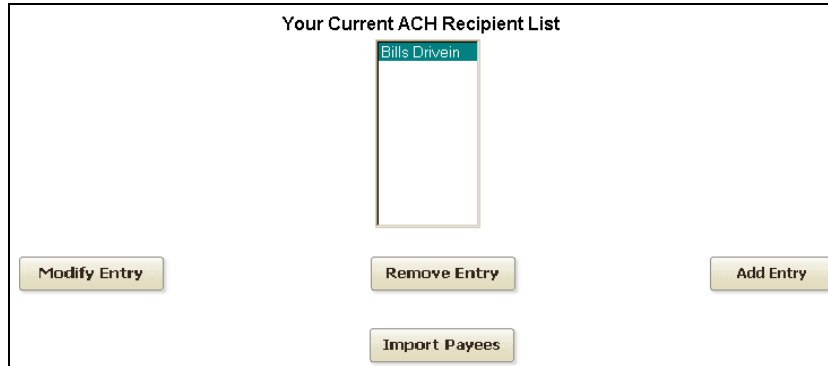 Your Current ACH Recipient List
Bills Drivein
Modify Entry Remove Entry Add Entry
Import Payees